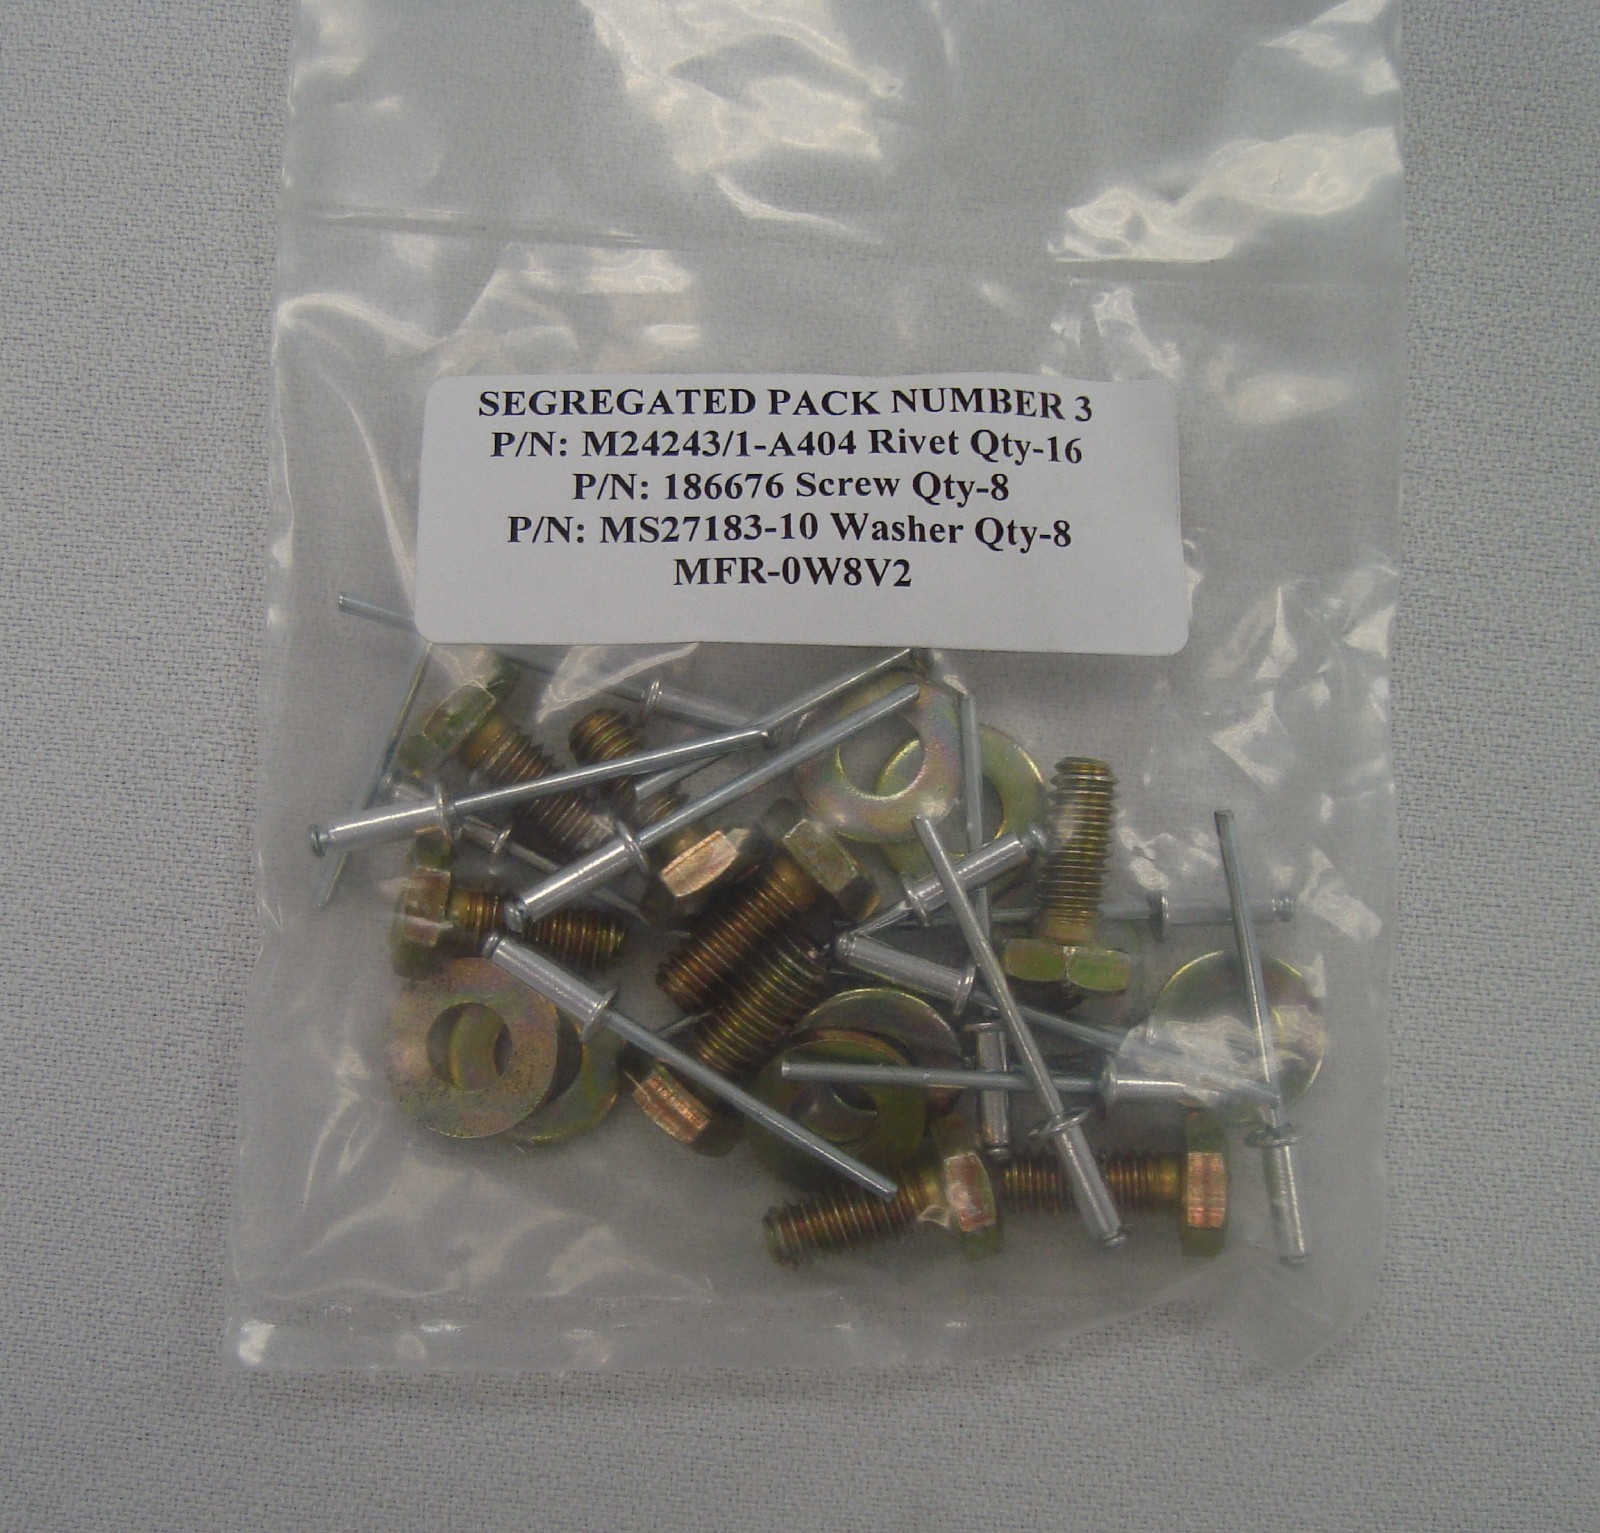 SEGREGATED PACK NUMBER 3
P/N: M24243/1-A404 Rivet Qty-16
P/N: 186676 Screw Qty-8
P/N: MS27183-10 Washer Qty-8
MFR-0W8V2